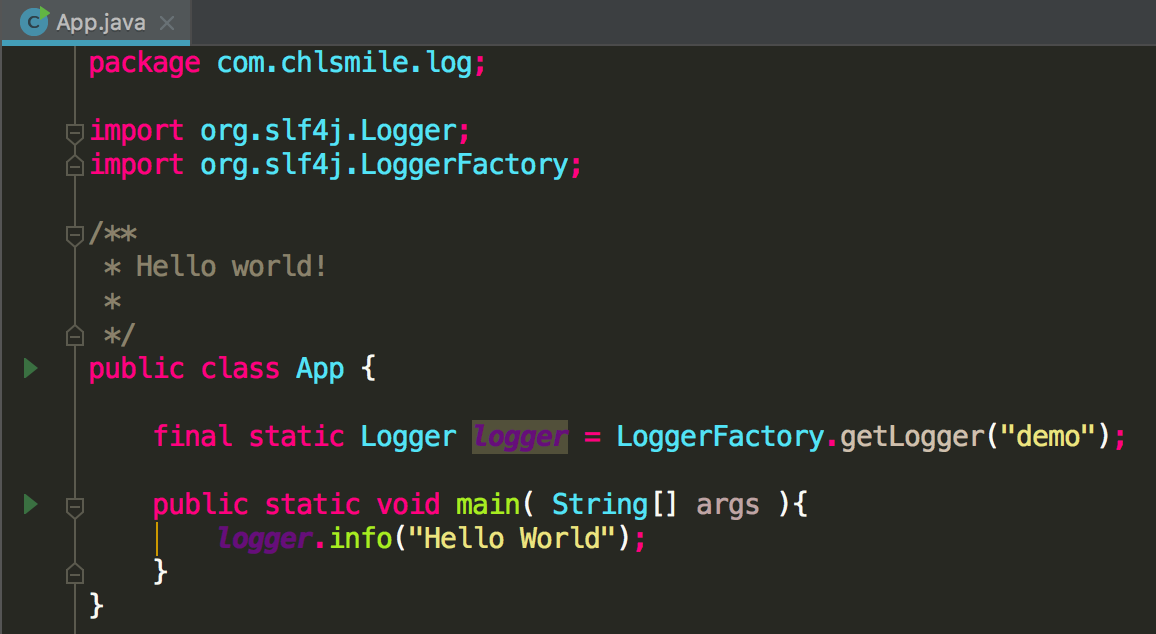 App.java
package com.chlsmile.log;
import org.slf4j.Logger;
import org.slf4j.LoggerFactory;
/**
 * Hello world!
 *
 */
public class App {
    final static Logger logger = LoggerFactory.getLogger("demo");
    public static void main( String[] args ){
        logger.info("Hello World");
    }
}